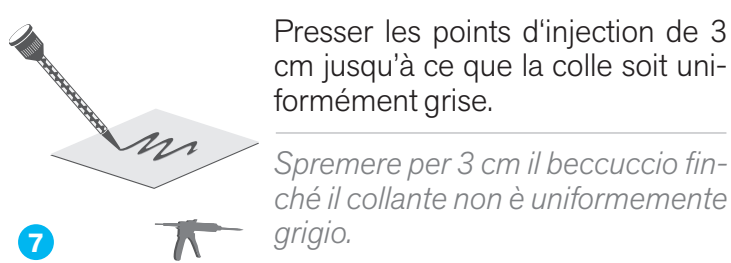 Presser les points d‘injection de 3
cm jusqu’à ce que la colle soit uni-
formément grise.
Spremere per 3 cm il beccuccio fin-
ché il collante non è uniformemente
grigio.
7